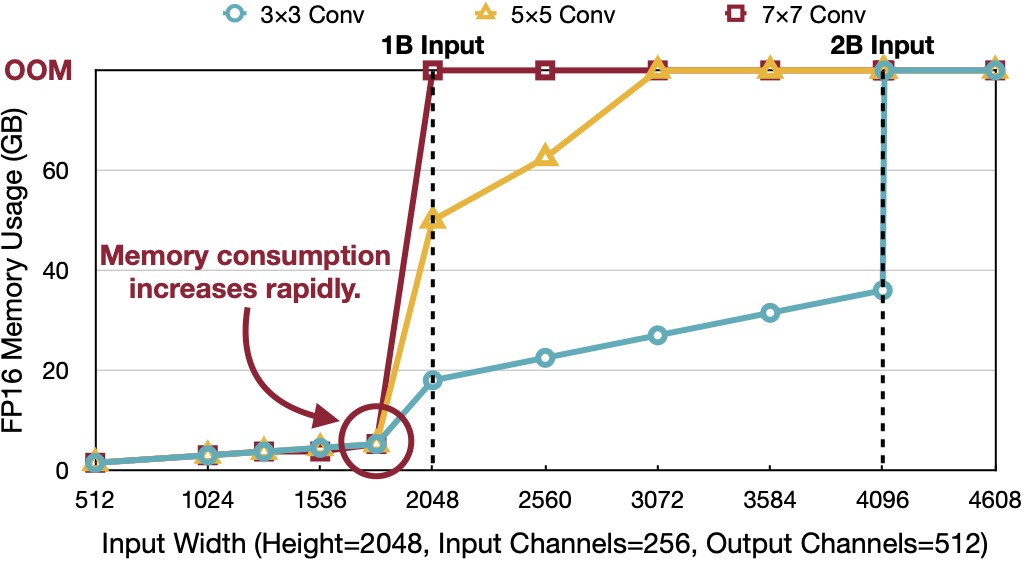 3×3 Conv 5×5 Conv 7×7 Conv
1B Input 2B Input
OOM
60
40
20
0
FP16 Memory Usage (GB)
Memory consumption
increases rapidly.
512 1024 1536 2048 2560 3072 3584 4096 4608
Input Width (Height=2048, Input Channels=256, Output Channels=512)